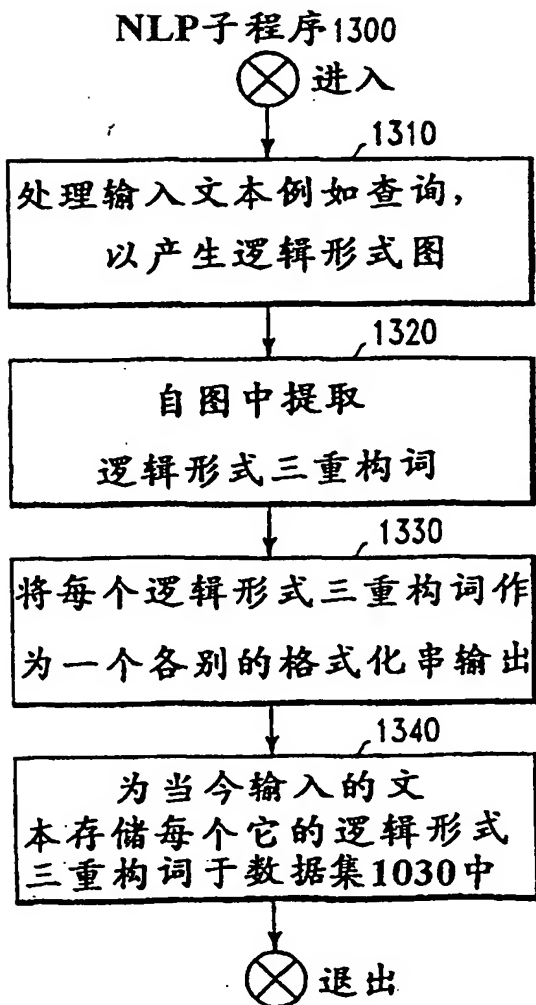 NLP子程序1300
进入
1310
处理输入文本例如查询,
以产生逻辑形式图
1320
自图中提取
逻辑形式三重构词
1330
将每个逻辑形式三重构词作
为一个各别的格式化串输出
1340
为当今输入的文
本存储每个它的逻辑形式
三重构词于数据集1030中
退出